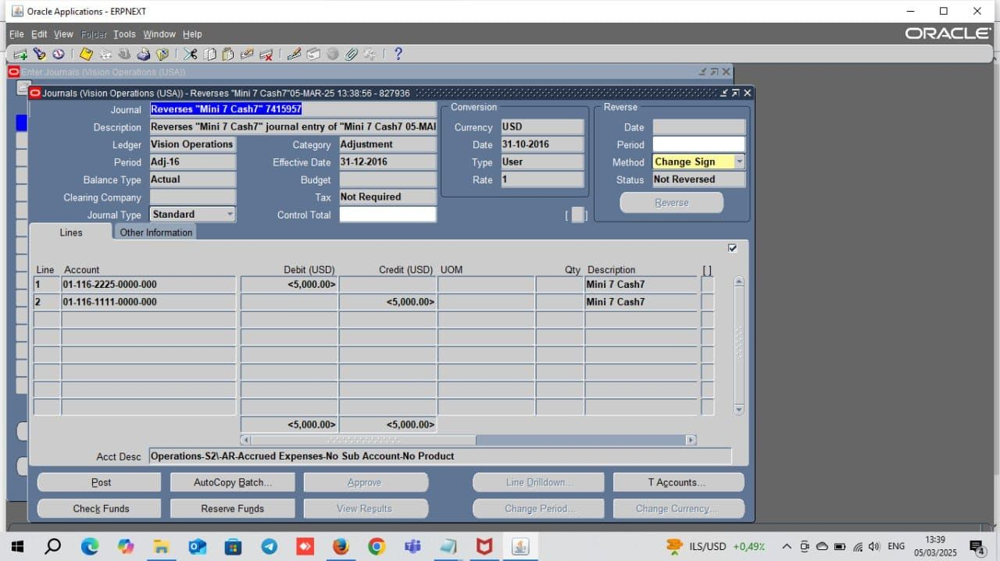 Oracle Applications - ERPNEXT
File Edit View Folder Tools Window Help
ORACLE
Enter Journals (Vision Operations (USA))
Journals (Vision Operations (USA)) - Reverses "Mini 7 Cash7"05-MAR-25 13:38:56 - 827936
Journal Reverses "Mini 7 Cash7" 7415957
Description Reverses "Mini 7 Cash7" journal entry of "Mini 7 Cash7 05-MAI
Ledger Vision Operations Category Adjustment
Period Adj-16 Effective Date 31-12-2016
Balance Type Actual Budget
Clearing Company Tax Not Required
Journal Type Standard Control Total
Conversion
Currency USD
Date 31-10-2016
Type User
Rate 1
Reverse
Date
Period
Method Change Sign
Status Not Reversed
Reverse
[ ]
Lines Other Information
Line Account Debit (USD) Credit (USD) UOM Qty Description [ ]
1 01-116-2225-0000-000 <5,000.00> Mini 7 Cash7
2 01-116-1111-0000-000 <5,000.00> Mini 7 Cash7
<5,000.00> <5,000.00>
Acct Desc Operations-S2\AR-Accrued Expenses-No Sub Account-No Product
Post AutoCopy Batch... Approve Line Drilldown... T Accounts...
Check Funds Reserve Funds View Results Change Period... Change Currency...
ILS/USD +0,49% ENG 13:39
05/03/2025 4